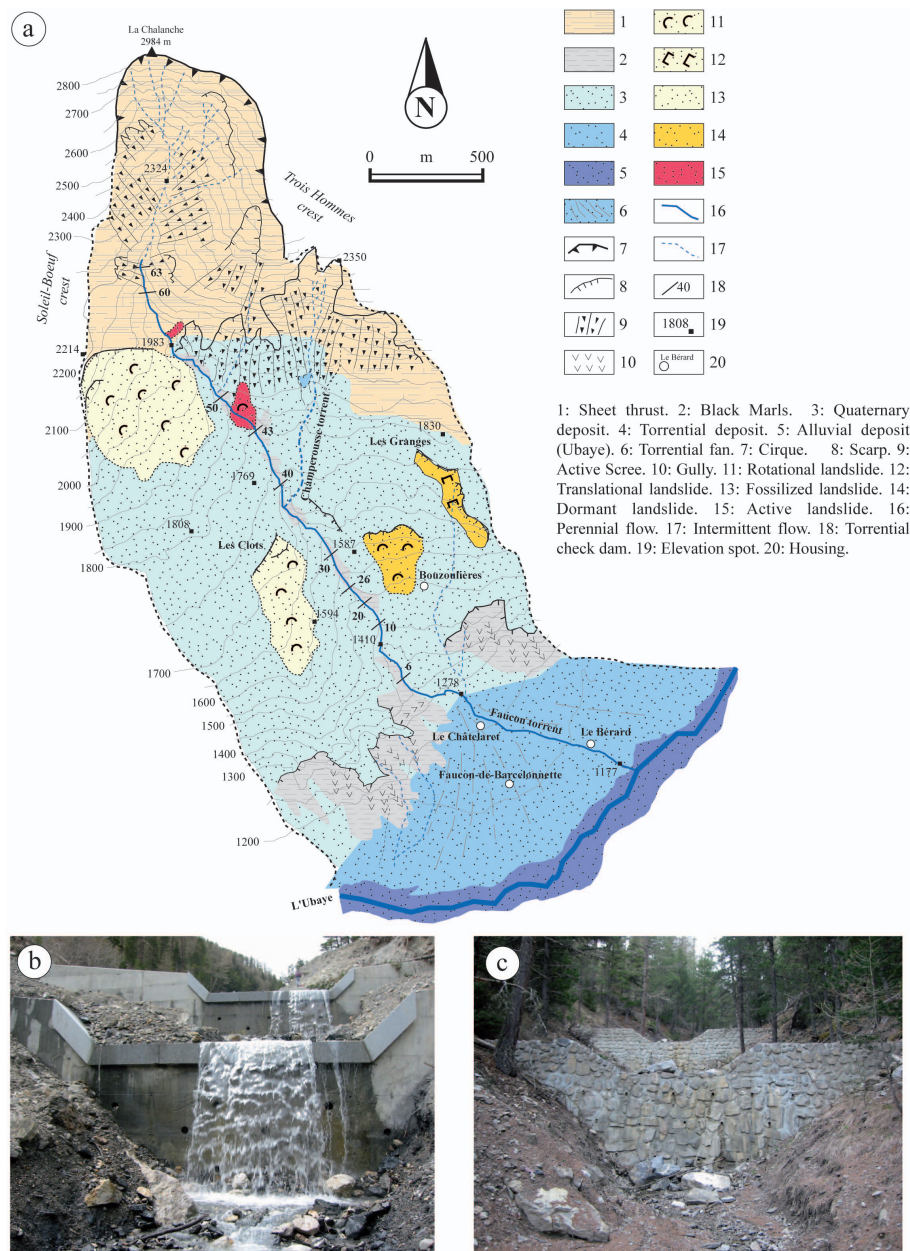 a
La Chalanche
2984 m
2800
2700
2600
2500
2400
2300
2214
2200
2100
2000
1900
1800
1700
1600
1500
1400
1300
1200
2324
Soleil-Boeuf
crest
Trois Hommes
crest
2350
63
60
1983
50
43
Champerousse torrent
Les Granges
1830
1769
40
1808
Les Clots
1587
30
26
Bouzoulières
20
1594
10
1410
6
1278
Faucon torrent
Le Châtelaret
Le Bérard
1177
Faucon-de-Barcelonnette
L'Ubaye
N
0 m 500
1
2
3
4
5
6
7
8
9
10
11
12
13
14
15
16
17
40 18
1808 19
Le Bérard 20
1: Sheet thrust. 2: Black Marls. 3: Quaternary
deposit. 4: Torrential deposit. 5: Alluvial deposit
(Ubaye). 6: Torrential fan. 7: Cirque. 8: Scarp. 9:
Active Scree. 10: Gully. 11: Rotational landslide. 12:
Translational landslide. 13: Fossilized landslide. 14:
Dormant landslide. 15: Active landslide. 16:
Perennial flow. 17: Intermittent flow. 18: Torrential
check dam. 19: Elevation spot. 20: Housing.
b
c